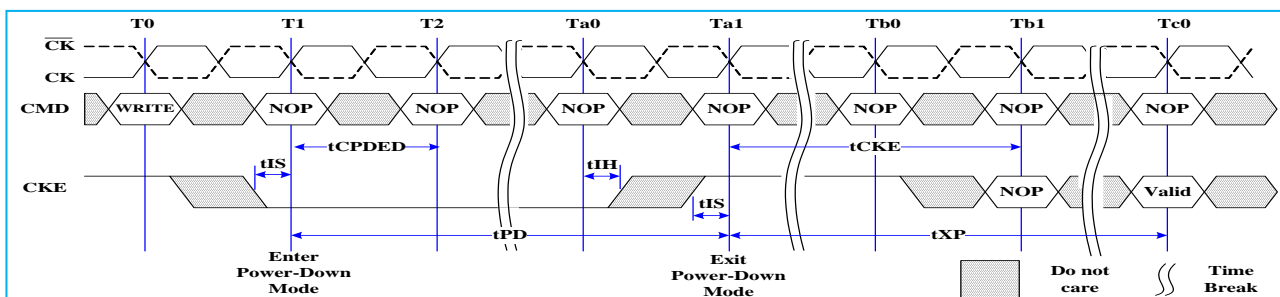 T0 T1 T2 Ta0 Ta1 Tb0 Tb1 Tc0
CK
CK
CMD WRITE NOP NOP NOP NOP NOP NOP NOP
tCPDED tCKE
tIS tIH
CKE NOP Valid
tIS
tPD tXP
Enter
Power-Down
Mode
Exit
Power-Down
Mode
Do not
care
Time
Break